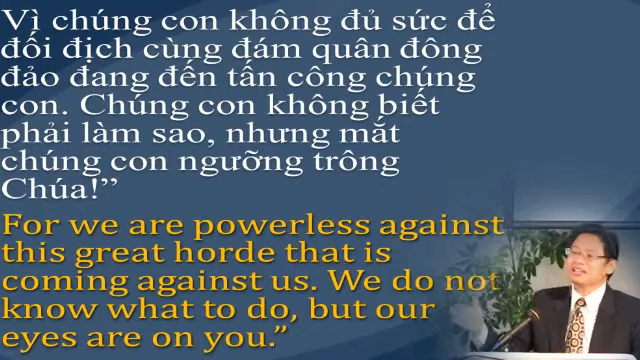 Vì chúng con không đủ sức để
đối địch cùng đám quân đông
đảo đang đến tấn công chúng
con. Chúng con không biết
phải làm sao, nhưng mắt
chúng con ngưỡng trông
Chúa!”
For we are powerless against
this great horde that is
coming against us. We do not
know what to do, but our
eyes are on you.”